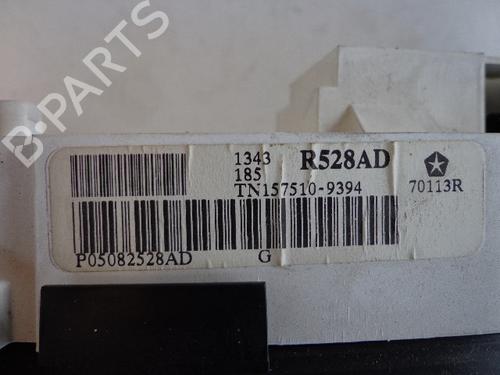 B-PARTS
1343 R528AD
185
TN157510-9394 70113R
P05082528AD G